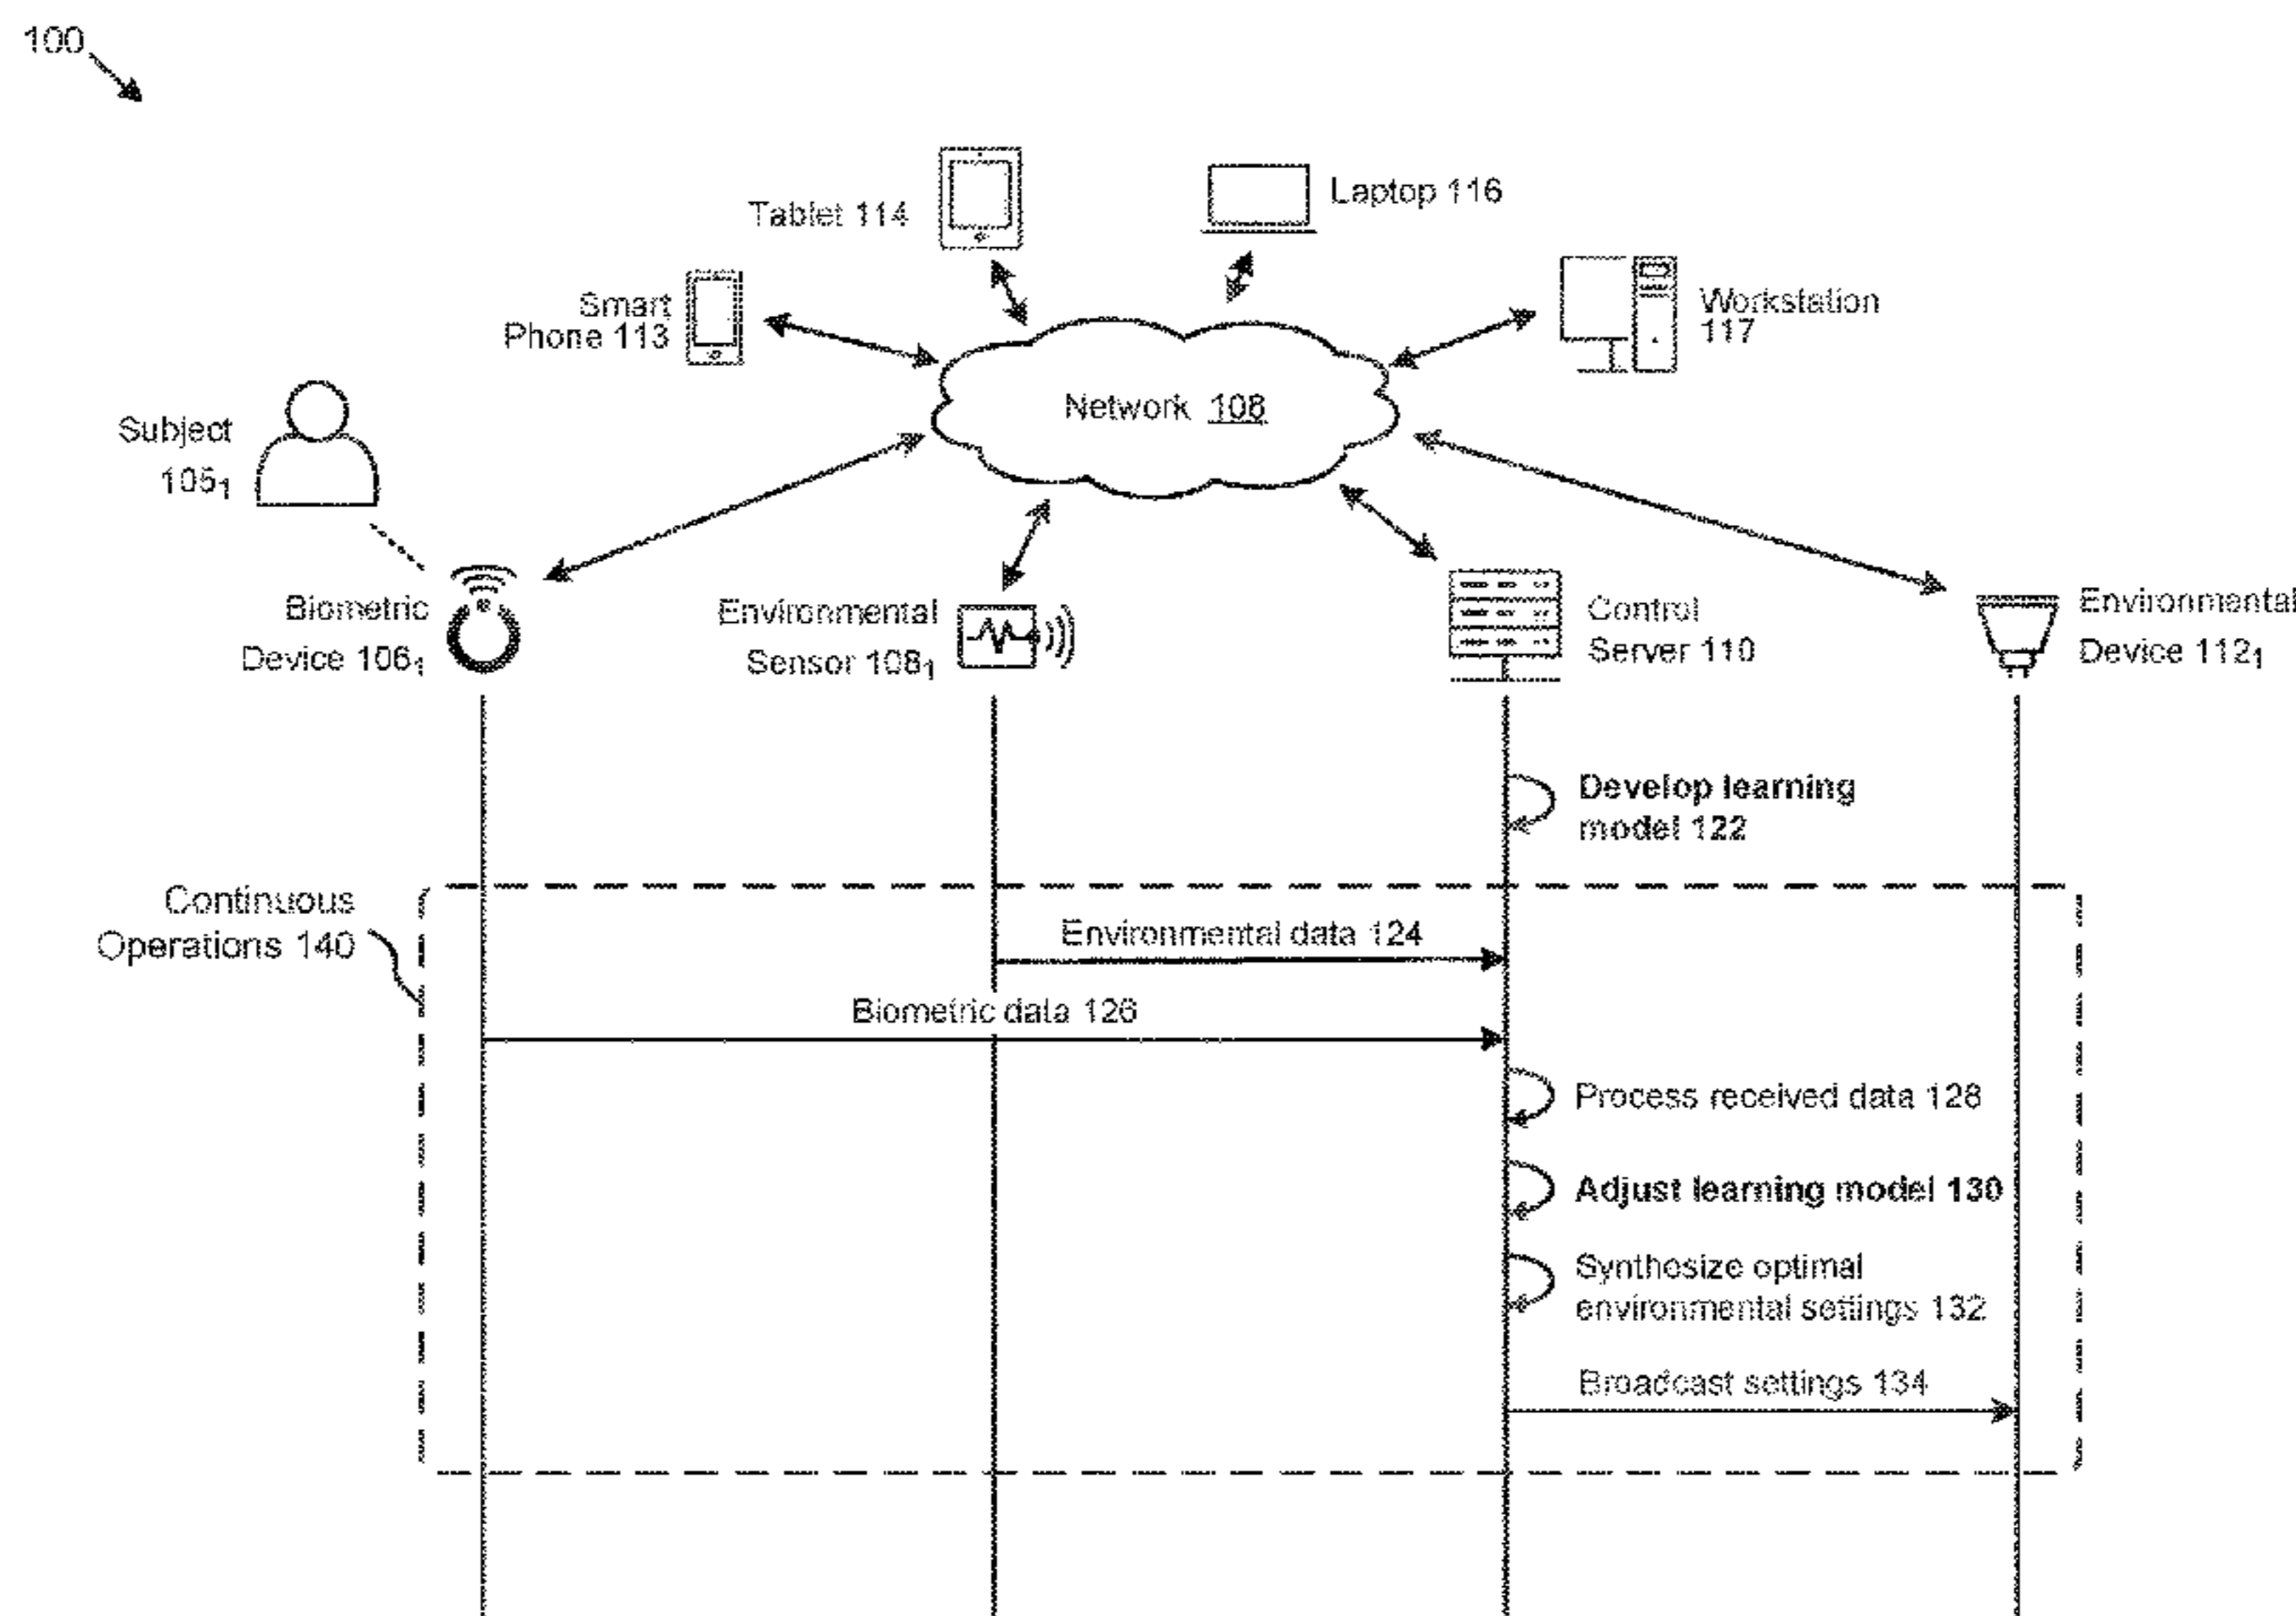 100
Tablet 114
Laptop 116
Smart
Phone 113
Workstation
117
Network 108
Subject
105₁
Biometric
Device 106₁
Environmental
Sensor 108₁
Control
Server 110
Environmental
Device 112₁
Develop learning
model 122
Continuous
Operations 140
Environmental data 124
Biometric data 126
Process received data 128
Adjust learning model 130
Synthesize optimal
environmental settings 132
Broadcast settings 134